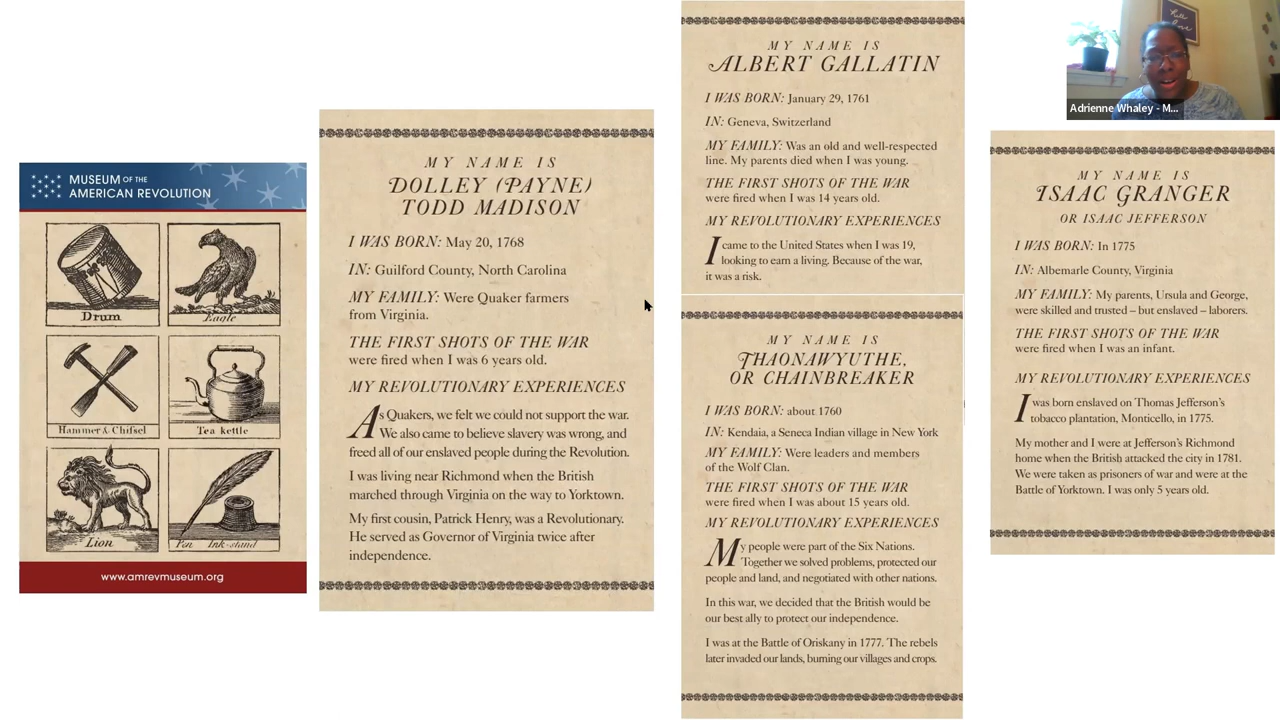 MUSEUM OF THE
AMERICAN REVOLUTION
Drum
Eagle
Hammer & Chifsel
Tea kettle
Lion
Pen Ink-stand
www.amrevmuseum.org
MY NAME IS
DOLLEY (PAYNE)
TODD MADISON
I WAS BORN: May 20, 1768
IN: Guilford County, North Carolina
MY FAMILY: Were Quaker farmers
from Virginia.
THE FIRST SHOTS OF THE WAR
were fired when I was 6 years old.
MY REVOLUTIONARY EXPERIENCES
As Quakers, we felt we could not support the war.
We also came to believe slavery was wrong, and
freed all of our enslaved people during the Revolution.
I was living near Richmond when the British
marched through Virginia on the way to Yorktown.
My first cousin, Patrick Henry, was a Revolutionary.
He served as Governor of Virginia twice after
independence.
MY NAME IS
ALBERT GALLATIN
I WAS BORN: January 29, 1761
IN: Geneva, Switzerland
MY FAMILY: Was an old and well-respected
line. My parents died when I was young.
THE FIRST SHOTS OF THE WAR
were fired when I was 14 years old.
MY REVOLUTIONARY EXPERIENCES
I came to the United States when I was 19,
looking to earn a living. Because of the war,
it was a risk.
MY NAME IS
THAONAWYUTHE,
OR CHAINBREAKER
I WAS BORN: about 1760
IN: Kendaia, a Seneca Indian village in New York
MY FAMILY: Were leaders and members
of the Wolf Clan.
THE FIRST SHOTS OF THE WAR
were fired when I was about 15 years old.
MY REVOLUTIONARY EXPERIENCES
My people were part of the Six Nations.
Together we solved problems, protected our
people and land, and negotiated with other nations.
In this war, we decided that the British would be
our best ally to protect our independence.
I was at the Battle of Oriskany in 1777. The rebels
later invaded our lands, burning our villages and crops.
Adrienne Whaley - M...
MY NAME IS
ISAAC GRANGER
OR ISAAC JEFFERSON
I WAS BORN: In 1775
IN: Albemarle County, Virginia
MY FAMILY: My parents, Ursula and George,
were skilled and trusted – but enslaved – laborers.
THE FIRST SHOTS OF THE WAR
were fired when I was an infant.
MY REVOLUTIONARY EXPERIENCES
I was born enslaved on Thomas Jefferson's
tobacco plantation, Monticello, in 1775.
My mother and I were at Jefferson's Richmond
home when the British attacked the city in 1781.
We were taken as prisoners of war and were at the
Battle of Yorktown. I was only 5 years old.